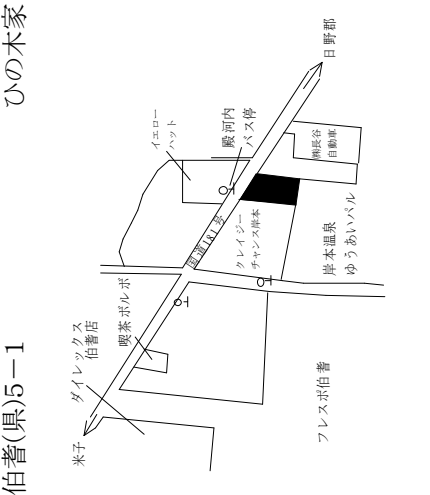 伯耆(県)5－1
ひの木家
米子
ダイレックス
伯耆店
喫茶ポルボ
国道181号
イエロー
ハット
殿河内
バス停
日野郡
㈱長谷
自動車
クレイジー
チャンス岸本
岸本温泉
ゆうあいパル
フレスポ伯耆